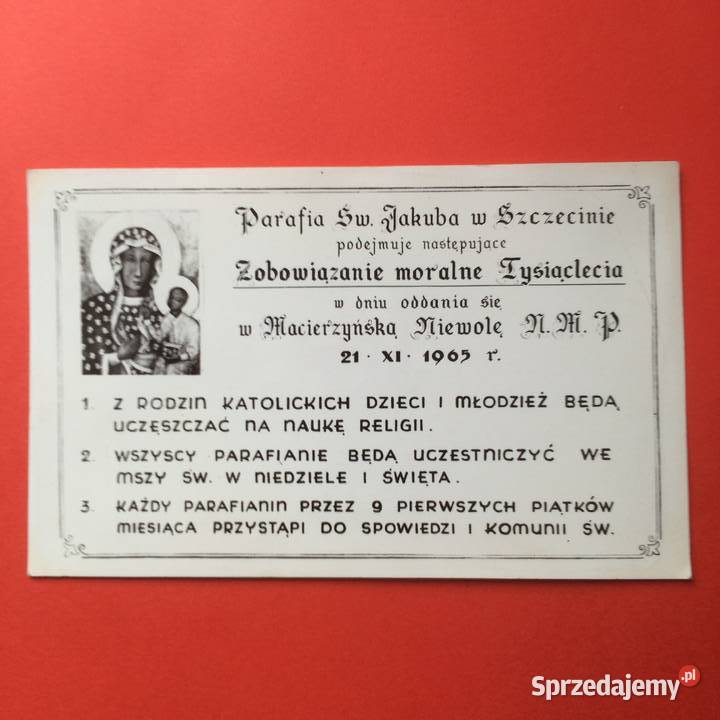 Parafia Św. Jakuba w Szczecinie
podejmuje następujące
Zobowiązanie moralne Tysiąclecia
w dniu oddania się
w Macierzyńską Niewolę N. M. P.
21 · XI · 1965 r.
1. Z RODZIN KATOLICKICH DZIECI I MŁODZIEŻ BĘDĄ
UCZĘSZCZAĆ NA NAUKĘ RELIGII.
2. WSZYSCY PARAFIANIE BĘDĄ UCZESTNICZYĆ WE
MSZY ŚW. W NIEDZIELE I ŚWIĘTA.
3. KAŻDY PARAFIANIN PRZEZ 9 PIERWSZYCH PIĄTKÓW
MIESIĄCA PRZYSTĄPI DO SPOWIEDZI I KOMUNII ŚW.
Sprzedajemy.pl